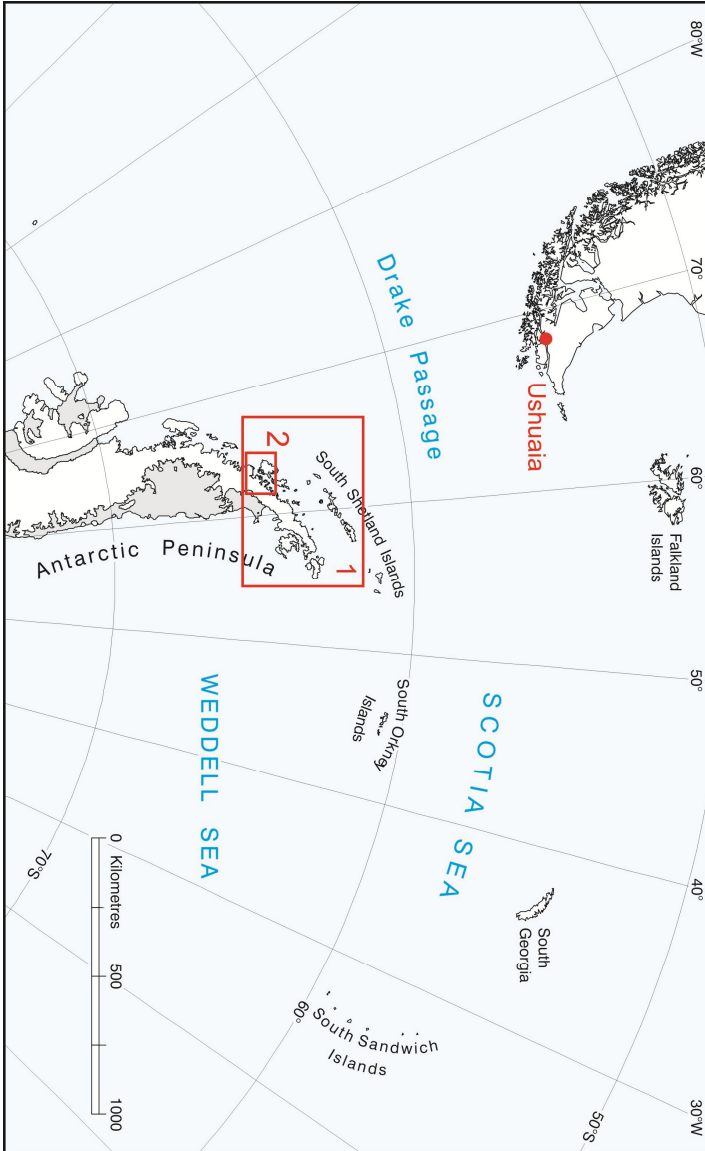 80°W
70°
60°
50°
40°
30°W
50°S
Falkland
Islands
Ushuaia
Drake Passage
SCOTIA SEA
South
Georgia
South Shetland Islands
1
2
South Orkney
Islands
Antarctic Peninsula
WEDDELL SEA
60°
South Sandwich
Islands
70°S
0 Kilometres 500 1000